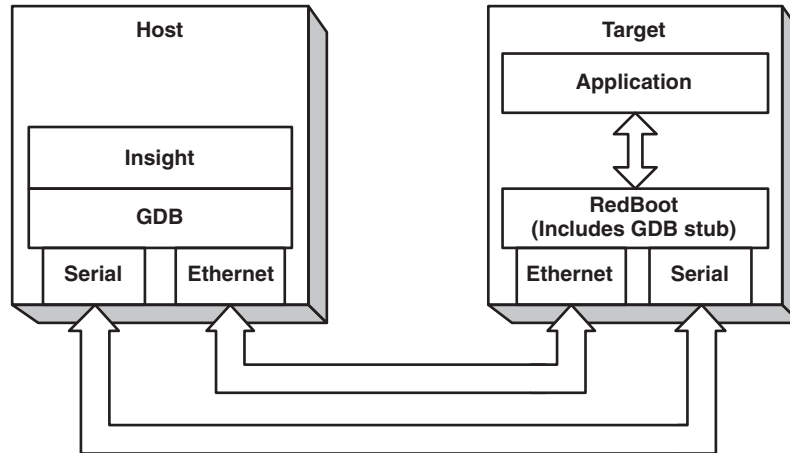 Host
Insight
GDB
Serial
Ethernet
Target
Application
RedBoot
(Includes GDB stub)
Ethernet
Serial